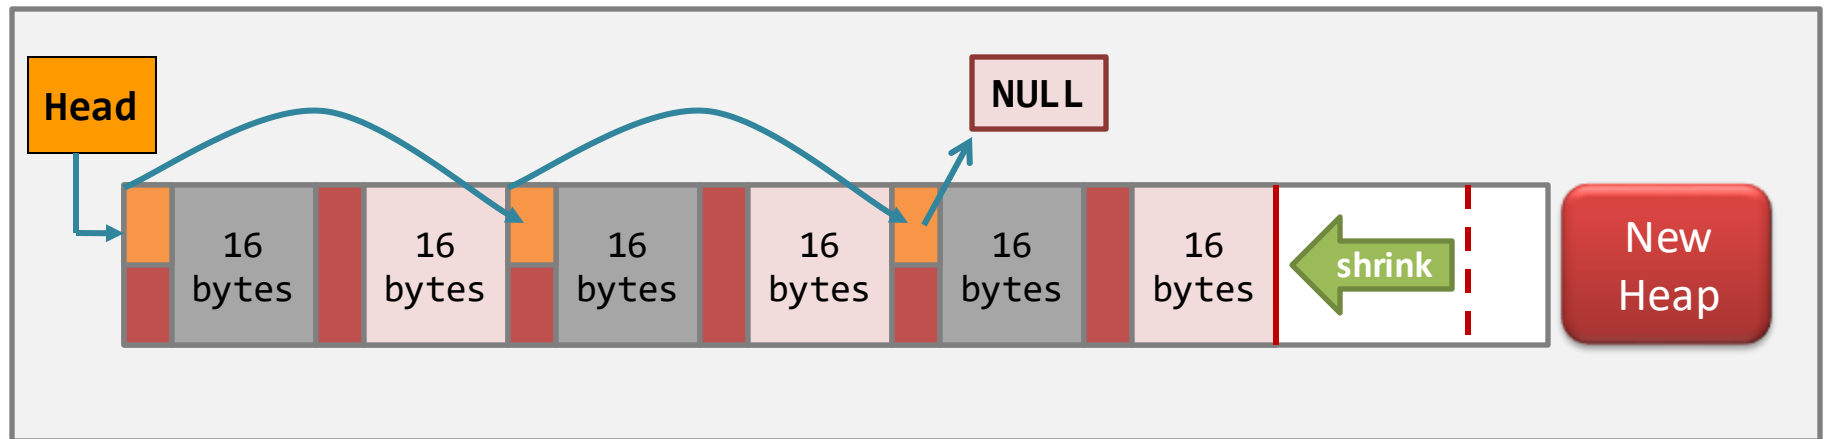 Head
NULL
16
bytes
16
bytes
16
bytes
16
bytes
16
bytes
16
bytes
shrink
New
Heap